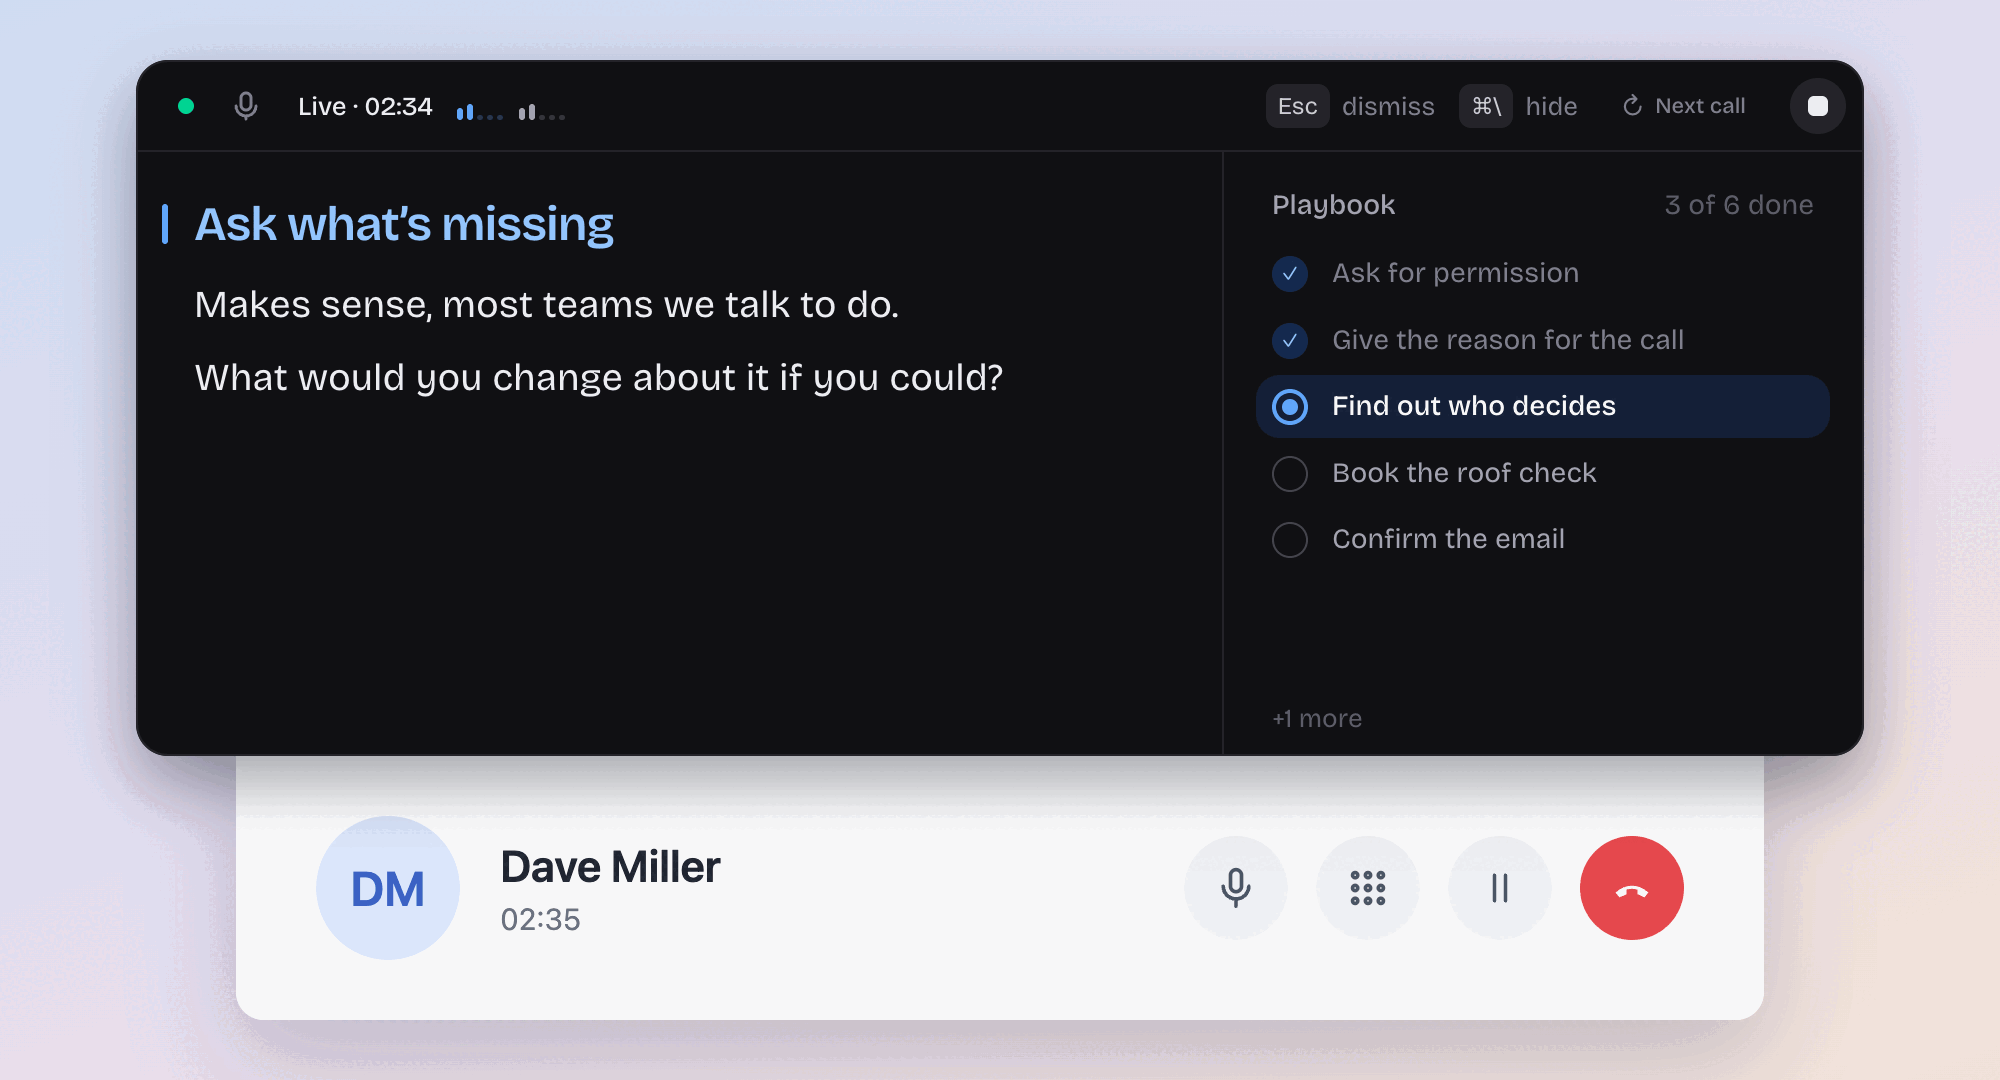 Live · 02:34
Esc dismiss ⌘\ hide Next call
Ask what's missing
Makes sense, most teams we talk to do.
What would you change about it if you could?
Playbook 3 of 6 done
Ask for permission
Give the reason for the call
Find out who decides
Book the roof check
Confirm the email
+1 more
DM
Dave Miller
02:35